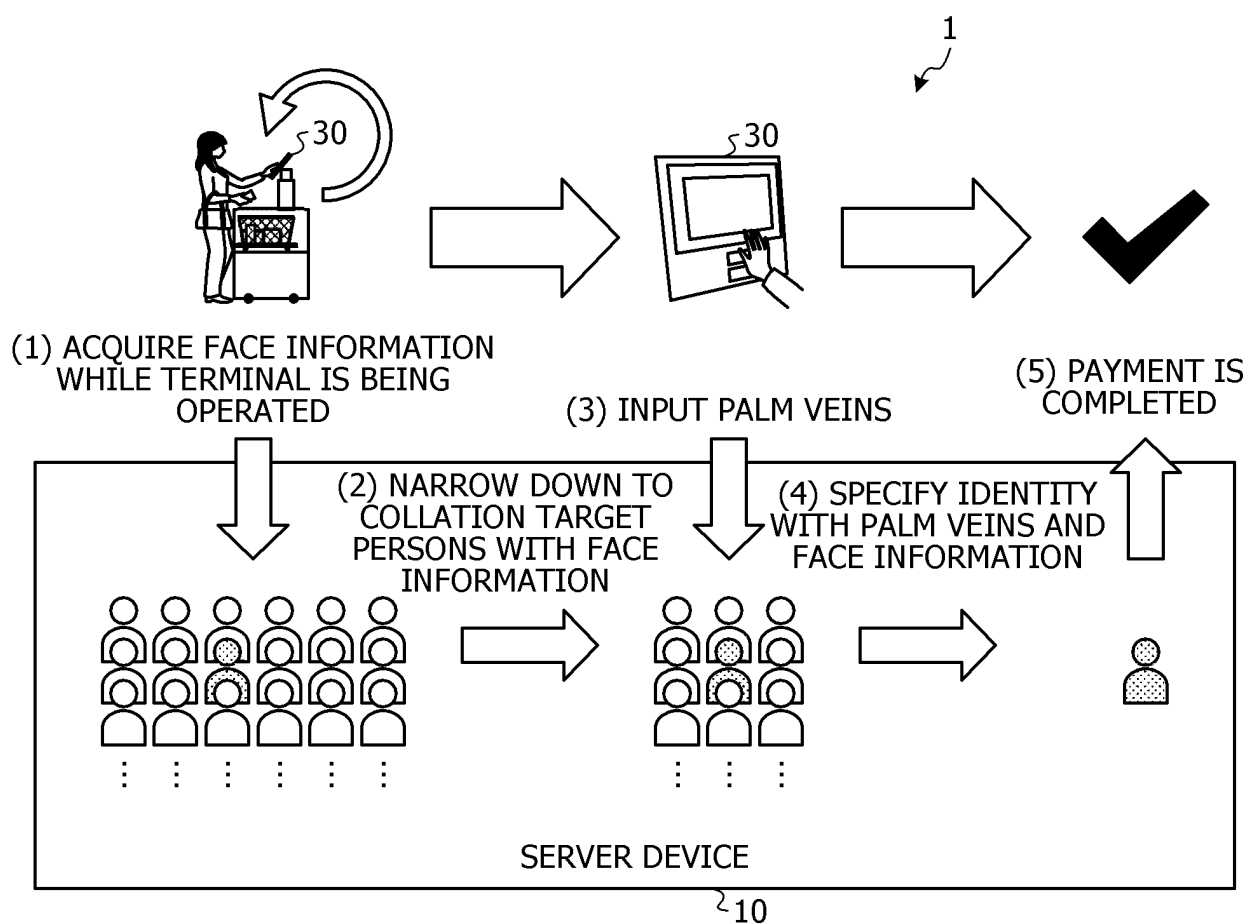 1
30
30
(1) ACQUIRE FACE INFORMATION
WHILE TERMINAL IS BEING
OPERATED
(3) INPUT PALM VEINS
(5) PAYMENT IS
COMPLETED
(2) NARROW DOWN TO
COLLATION TARGET
PERSONS WITH FACE
INFORMATION
(4) SPECIFY IDENTITY
WITH PALM VEINS AND
FACE INFORMATION
SERVER DEVICE
10